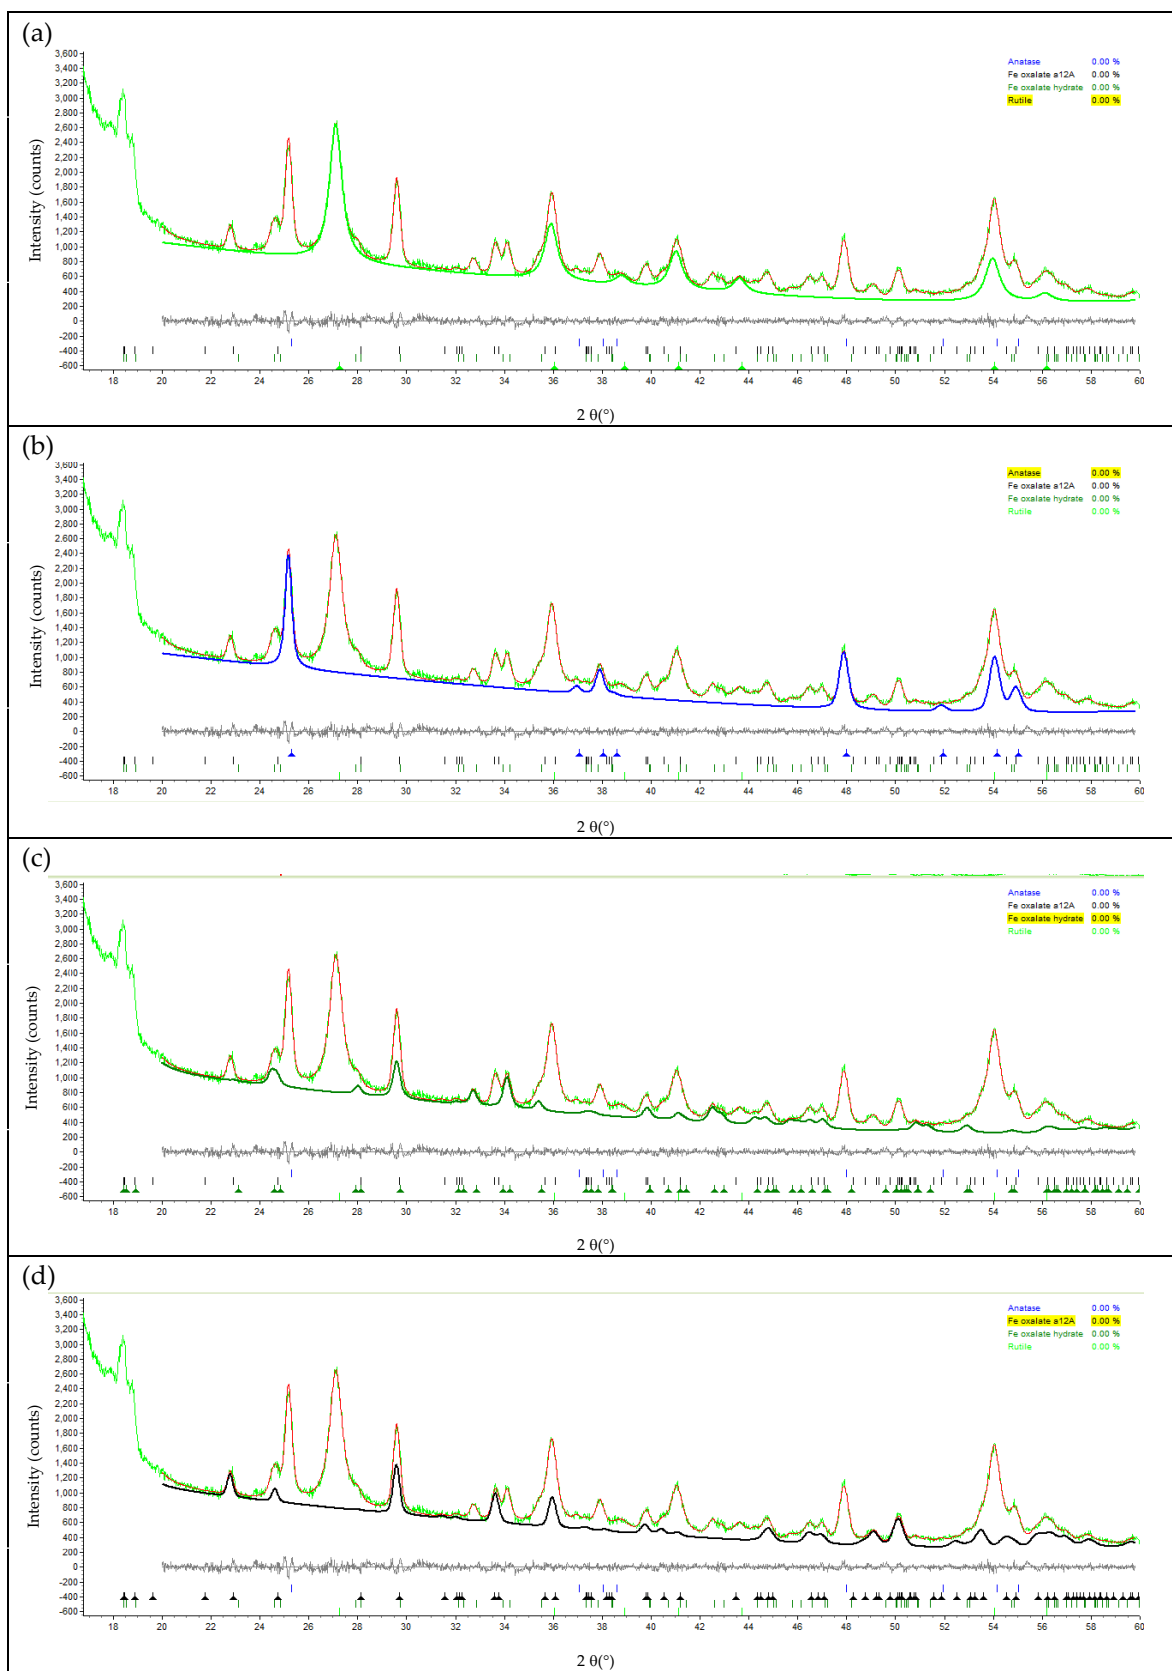 (a)
3,600
3,400
3,200
3,000
2,800
2,600
2,400
2,200
2,000
1,800
1,600
1,400
1,200
1,000
800
600
400
200
0
-200
-400
-600
Intensity (counts)
Anatase 0.00 %
Fe oxalate a12A 0.00 %
Fe oxalate hydrate 0.00 %
Rutile 0.00 %
18 20 22 24 26 28 30 32 34 36 38 40 42 44 46 48 50 52 54 56 58 60
2 θ(°)
(b)
3,600
3,400
3,200
3,000
2,800
2,600
2,400
2,200
2,000
1,800
1,600
1,400
1,200
1,000
800
600
400
200
0
-200
-400
-600
Intensity (counts)
Anatase 0.00 %
Fe oxalate a12A 0.00 %
Fe oxalate hydrate 0.00 %
Rutile 0.00 %
18 20 22 24 26 28 30 32 34 36 38 40 42 44 46 48 50 52 54 56 58 60
2 θ(°)
(c)
3,600
3,400
3,200
3,000
2,800
2,600
2,400
2,200
2,000
1,800
1,600
1,400
1,200
1,000
800
600
400
200
0
-200
-400
-600
Intensity (counts)
Anatase 0.00 %
Fe oxalate a12A 0.00 %
Fe oxalate hydrate 0.00 %
Rutile 0.00 %
18 20 22 24 26 28 30 32 34 36 38 40 42 44 46 48 50 52 54 56 58 60
2 θ(°)
(d)
3,600
3,400
3,200
3,000
2,800
2,600
2,400
2,200
2,000
1,800
1,600
1,400
1,200
1,000
800
600
400
200
0
-200
-400
-600
Intensity (counts)
Anatase 0.00 %
Fe oxalate a12A 0.00 %
Fe oxalate hydrate 0.00 %
Rutile 0.00 %
18 20 22 24 26 28 30 32 34 36 38 40 42 44 46 48 50 52 54 56 58 60
2 θ(°)